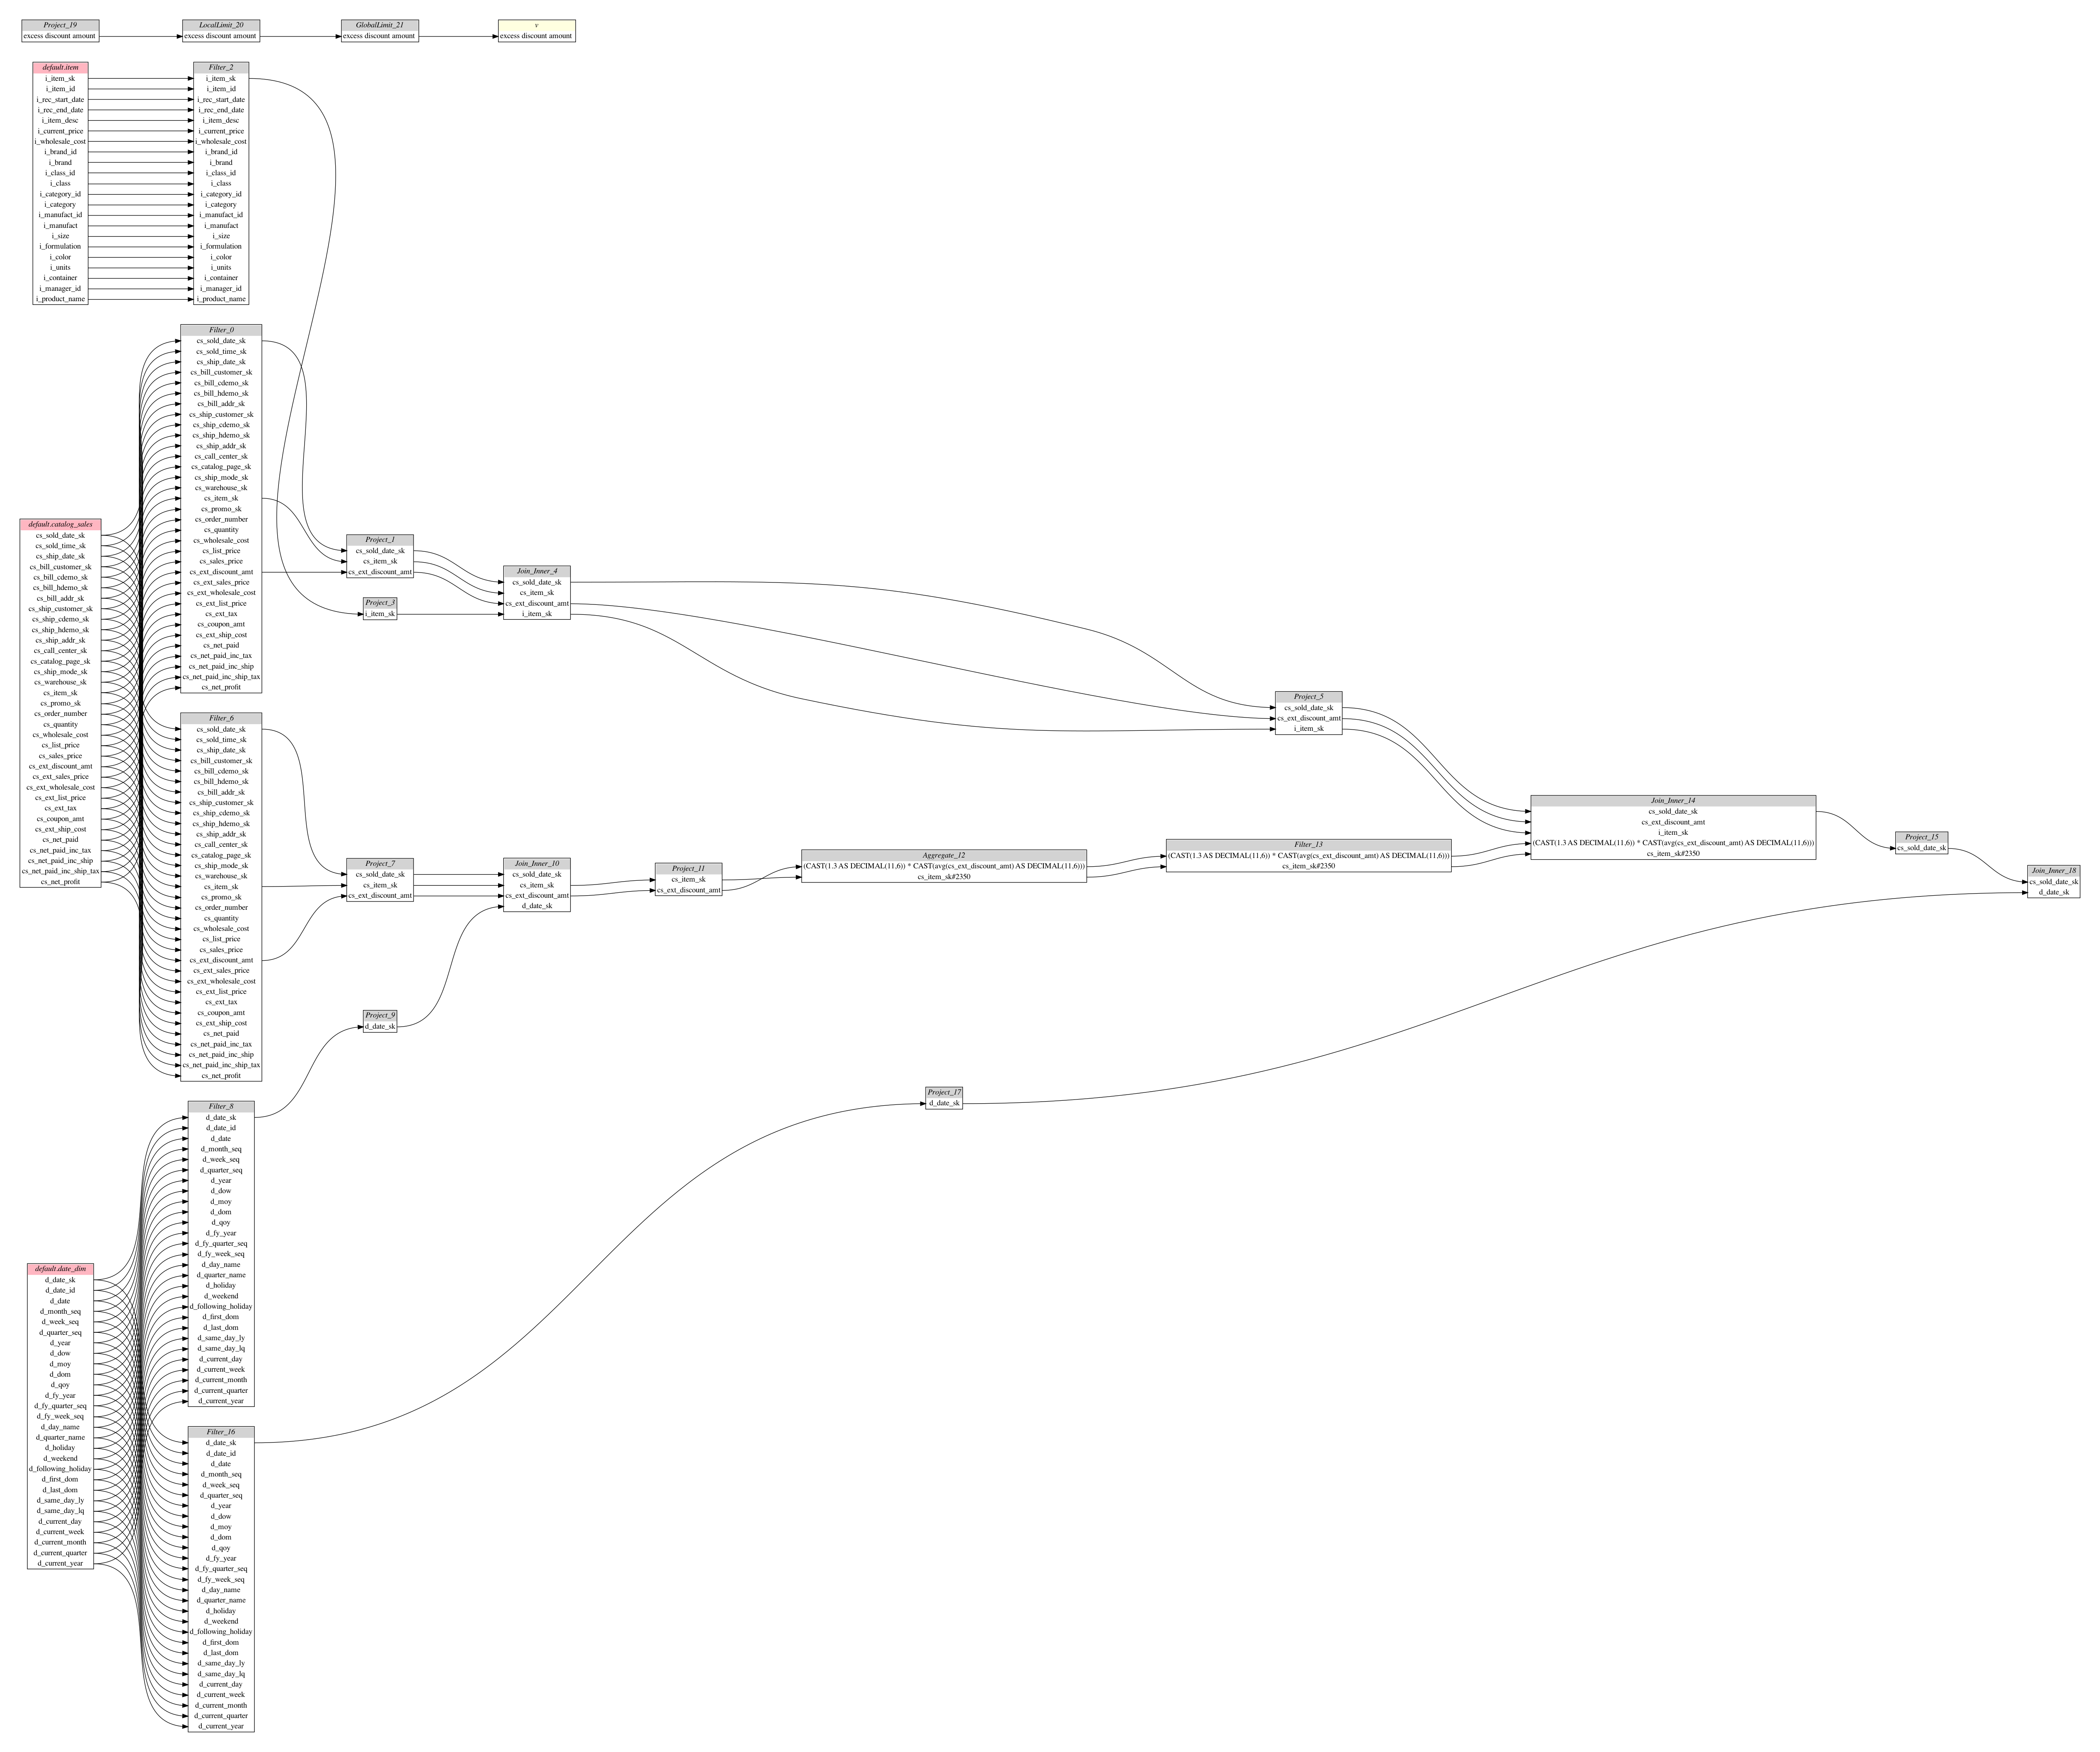 Project_19
excess discount amount
LocalLimit_20
excess discount amount
GlobalLimit_21
excess discount amount
v
excess discount amount
default.item
i_item_sk
i_item_id
i_rec_start_date
i_rec_end_date
i_item_desc
i_current_price
i_wholesale_cost
i_brand_id
i_brand
i_class_id
i_class
i_category_id
i_category
i_manufact_id
i_manufact
i_size
i_formulation
i_color
i_units
i_container
i_manager_id
i_product_name
Filter_2
i_item_sk
i_item_id
i_rec_start_date
i_rec_end_date
i_item_desc
i_current_price
i_wholesale_cost
i_brand_id
i_brand
i_class_id
i_class
i_category_id
i_category
i_manufact_id
i_manufact
i_size
i_formulation
i_color
i_units
i_container
i_manager_id
i_product_name
default.catalog_sales
cs_sold_date_sk
cs_sold_time_sk
cs_ship_date_sk
cs_bill_customer_sk
cs_bill_cdemo_sk
cs_bill_hdemo_sk
cs_bill_addr_sk
cs_ship_customer_sk
cs_ship_cdemo_sk
cs_ship_hdemo_sk
cs_ship_addr_sk
cs_call_center_sk
cs_catalog_page_sk
cs_ship_mode_sk
cs_warehouse_sk
cs_item_sk
cs_promo_sk
cs_order_number
cs_quantity
cs_wholesale_cost
cs_list_price
cs_sales_price
cs_ext_discount_amt
cs_ext_sales_price
cs_ext_wholesale_cost
cs_ext_list_price
cs_ext_tax
cs_coupon_amt
cs_ext_ship_cost
cs_net_paid
cs_net_paid_inc_tax
cs_net_paid_inc_ship
cs_net_paid_inc_ship_tax
cs_net_profit
Filter_0
cs_sold_date_sk
cs_sold_time_sk
cs_ship_date_sk
cs_bill_customer_sk
cs_bill_cdemo_sk
cs_bill_hdemo_sk
cs_bill_addr_sk
cs_ship_customer_sk
cs_ship_cdemo_sk
cs_ship_hdemo_sk
cs_ship_addr_sk
cs_call_center_sk
cs_catalog_page_sk
cs_ship_mode_sk
cs_warehouse_sk
cs_item_sk
cs_promo_sk
cs_order_number
cs_quantity
cs_wholesale_cost
cs_list_price
cs_sales_price
cs_ext_discount_amt
cs_ext_sales_price
cs_ext_wholesale_cost
cs_ext_list_price
cs_ext_tax
cs_coupon_amt
cs_ext_ship_cost
cs_net_paid
cs_net_paid_inc_tax
cs_net_paid_inc_ship
cs_net_paid_inc_ship_tax
cs_net_profit
Filter_6
cs_sold_date_sk
cs_sold_time_sk
cs_ship_date_sk
cs_bill_customer_sk
cs_bill_cdemo_sk
cs_bill_hdemo_sk
cs_bill_addr_sk
cs_ship_customer_sk
cs_ship_cdemo_sk
cs_ship_hdemo_sk
cs_ship_addr_sk
cs_call_center_sk
cs_catalog_page_sk
cs_ship_mode_sk
cs_warehouse_sk
cs_item_sk
cs_promo_sk
cs_order_number
cs_quantity
cs_wholesale_cost
cs_list_price
cs_sales_price
cs_ext_discount_amt
cs_ext_sales_price
cs_ext_wholesale_cost
cs_ext_list_price
cs_ext_tax
cs_coupon_amt
cs_ext_ship_cost
cs_net_paid
cs_net_paid_inc_tax
cs_net_paid_inc_ship
cs_net_paid_inc_ship_tax
cs_net_profit
default.date_dim
d_date_sk
d_date_id
d_date
d_month_seq
d_week_seq
d_quarter_seq
d_year
d_dow
d_moy
d_dom
d_qoy
d_fy_year
d_fy_quarter_seq
d_fy_week_seq
d_day_name
d_quarter_name
d_holiday
d_weekend
d_following_holiday
d_first_dom
d_last_dom
d_same_day_ly
d_same_day_lq
d_current_day
d_current_week
d_current_month
d_current_quarter
d_current_year
Filter_8
d_date_sk
d_date_id
d_date
d_month_seq
d_week_seq
d_quarter_seq
d_year
d_dow
d_moy
d_dom
d_qoy
d_fy_year
d_fy_quarter_seq
d_fy_week_seq
d_day_name
d_quarter_name
d_holiday
d_weekend
d_following_holiday
d_first_dom
d_last_dom
d_same_day_ly
d_same_day_lq
d_current_day
d_current_week
d_current_month
d_current_quarter
d_current_year
Filter_16
d_date_sk
d_date_id
d_date
d_month_seq
d_week_seq
d_quarter_seq
d_year
d_dow
d_moy
d_dom
d_qoy
d_fy_year
d_fy_quarter_seq
d_fy_week_seq
d_day_name
d_quarter_name
d_holiday
d_weekend
d_following_holiday
d_first_dom
d_last_dom
d_same_day_ly
d_same_day_lq
d_current_day
d_current_week
d_current_month
d_current_quarter
d_current_year
Project_1
cs_sold_date_sk
cs_item_sk
cs_ext_discount_amt
Project_3
i_item_sk
Join_Inner_4
cs_sold_date_sk
cs_item_sk
cs_ext_discount_amt
i_item_sk
Project_5
cs_sold_date_sk
cs_ext_discount_amt
i_item_sk
Project_7
cs_sold_date_sk
cs_item_sk
cs_ext_discount_amt
Project_9
d_date_sk
Join_Inner_10
cs_sold_date_sk
cs_item_sk
cs_ext_discount_amt
d_date_sk
Project_11
cs_item_sk
cs_ext_discount_amt
Aggregate_12
(CAST(1.3 AS DECIMAL(11,6)) * CAST(avg(cs_ext_discount_amt) AS DECIMAL(11,6)))
cs_item_sk#2350
Filter_13
(CAST(1.3 AS DECIMAL(11,6)) * CAST(avg(cs_ext_discount_amt) AS DECIMAL(11,6)))
cs_item_sk#2350
Join_Inner_14
cs_sold_date_sk
cs_ext_discount_amt
i_item_sk
(CAST(1.3 AS DECIMAL(11,6)) * CAST(avg(cs_ext_discount_amt) AS DECIMAL(11,6)))
cs_item_sk#2350
Project_15
cs_sold_date_sk
Project_17
d_date_sk
Join_Inner_18
cs_sold_date_sk
d_date_sk